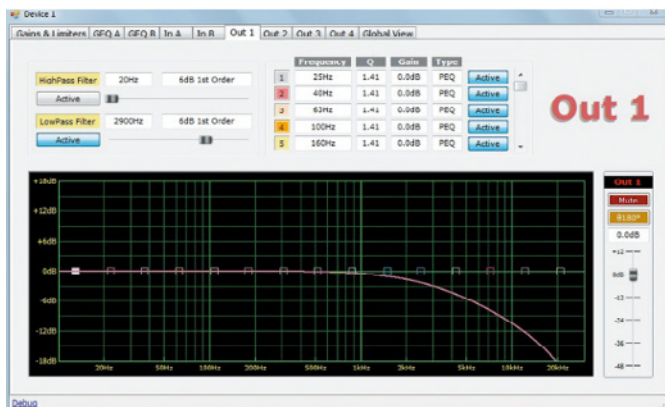 Device 1
Gains & Limiters GEQ A GEQ B In A In B Out 1 Out 2 Out 3 Out 4 Global View
Frequency Q Gain Type
HighPass Filter 20Hz 6dB 1st Order
Active
LowPass Filter 2900Hz 6dB 1st Order
Active
1 25Hz 1.41 0.0dB PEQ Active
2 40Hz 1.41 0.0dB PEQ Active
3 63Hz 1.41 0.0dB PEQ Active
4 100Hz 1.41 0.0dB PEQ Active
5 160Hz 1.41 0.0dB PEQ Active
Out 1
+18dB
+12dB
+6dB
0dB
-6dB
-12dB
-18dB
20Hz 50Hz 100Hz 200Hz 500Hz 1kHz 2kHz 5kHz 10kHz 20kHz
Out 1
Mute
0.0dB
+12
0dB
-12
-24
-36
-48
Debug